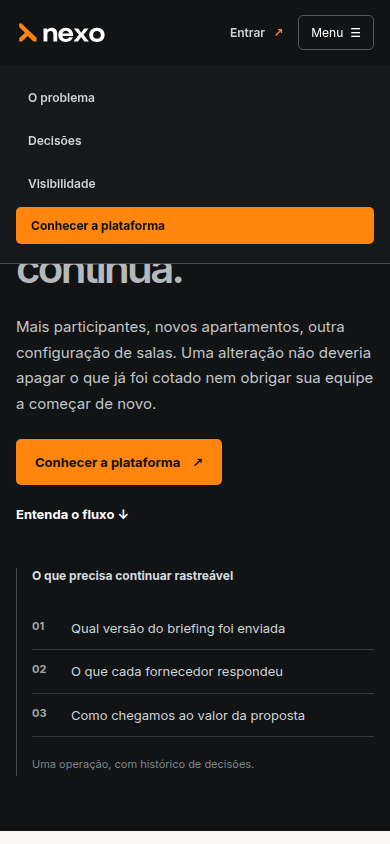 nexo
Entrar ↗
Menu ☰
O problema
Decisões
Visibilidade
Conhecer a plataforma
continua.
Mais participantes, novos apartamentos, outra
configuração de salas. Uma alteração não deveria
apagar o que já foi cotado nem obrigar sua equipe
a começar de novo.
Conhecer a plataforma ↗
Entenda o fluxo ↓
O que precisa continuar rastreável
01 Qual versão do briefing foi enviada
02 O que cada fornecedor respondeu
03 Como chegamos ao valor da proposta
Uma operação, com histórico de decisões.